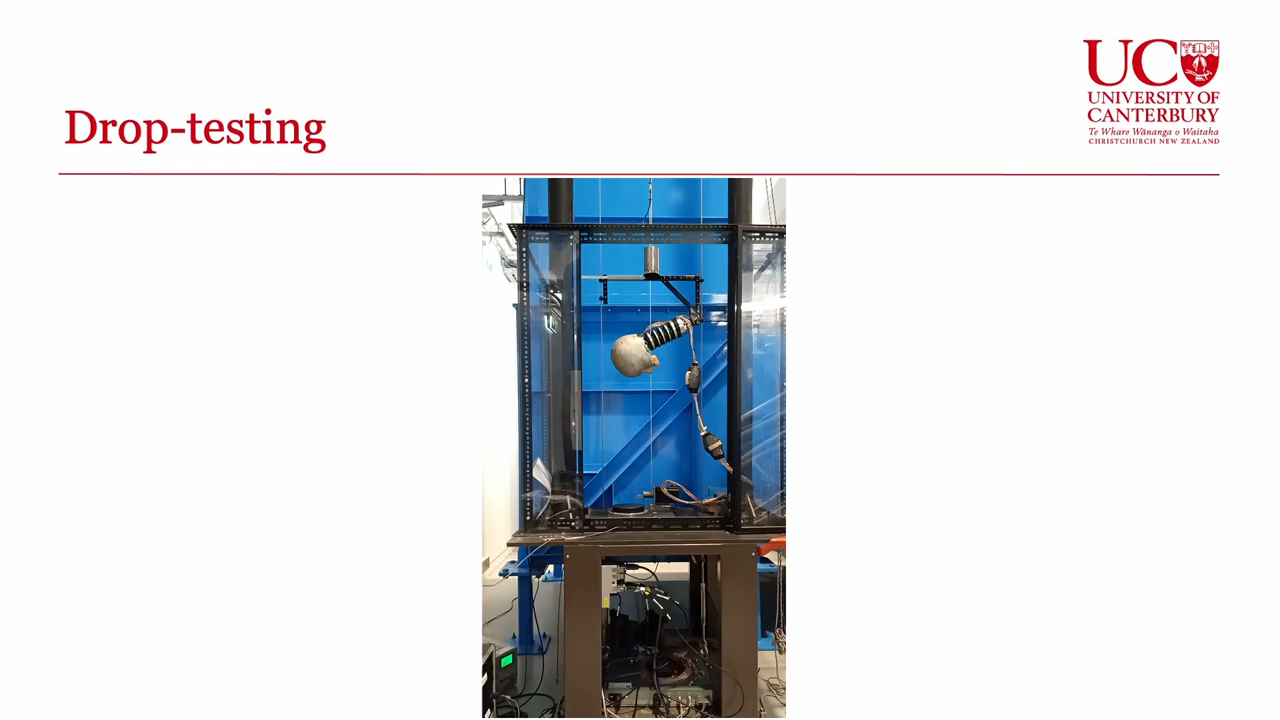 Drop-testing
UC
UNIVERSITY OF
CANTERBURY
Te Whare Wānanga o Waitaha
CHRISTCHURCH NEW ZEALAND